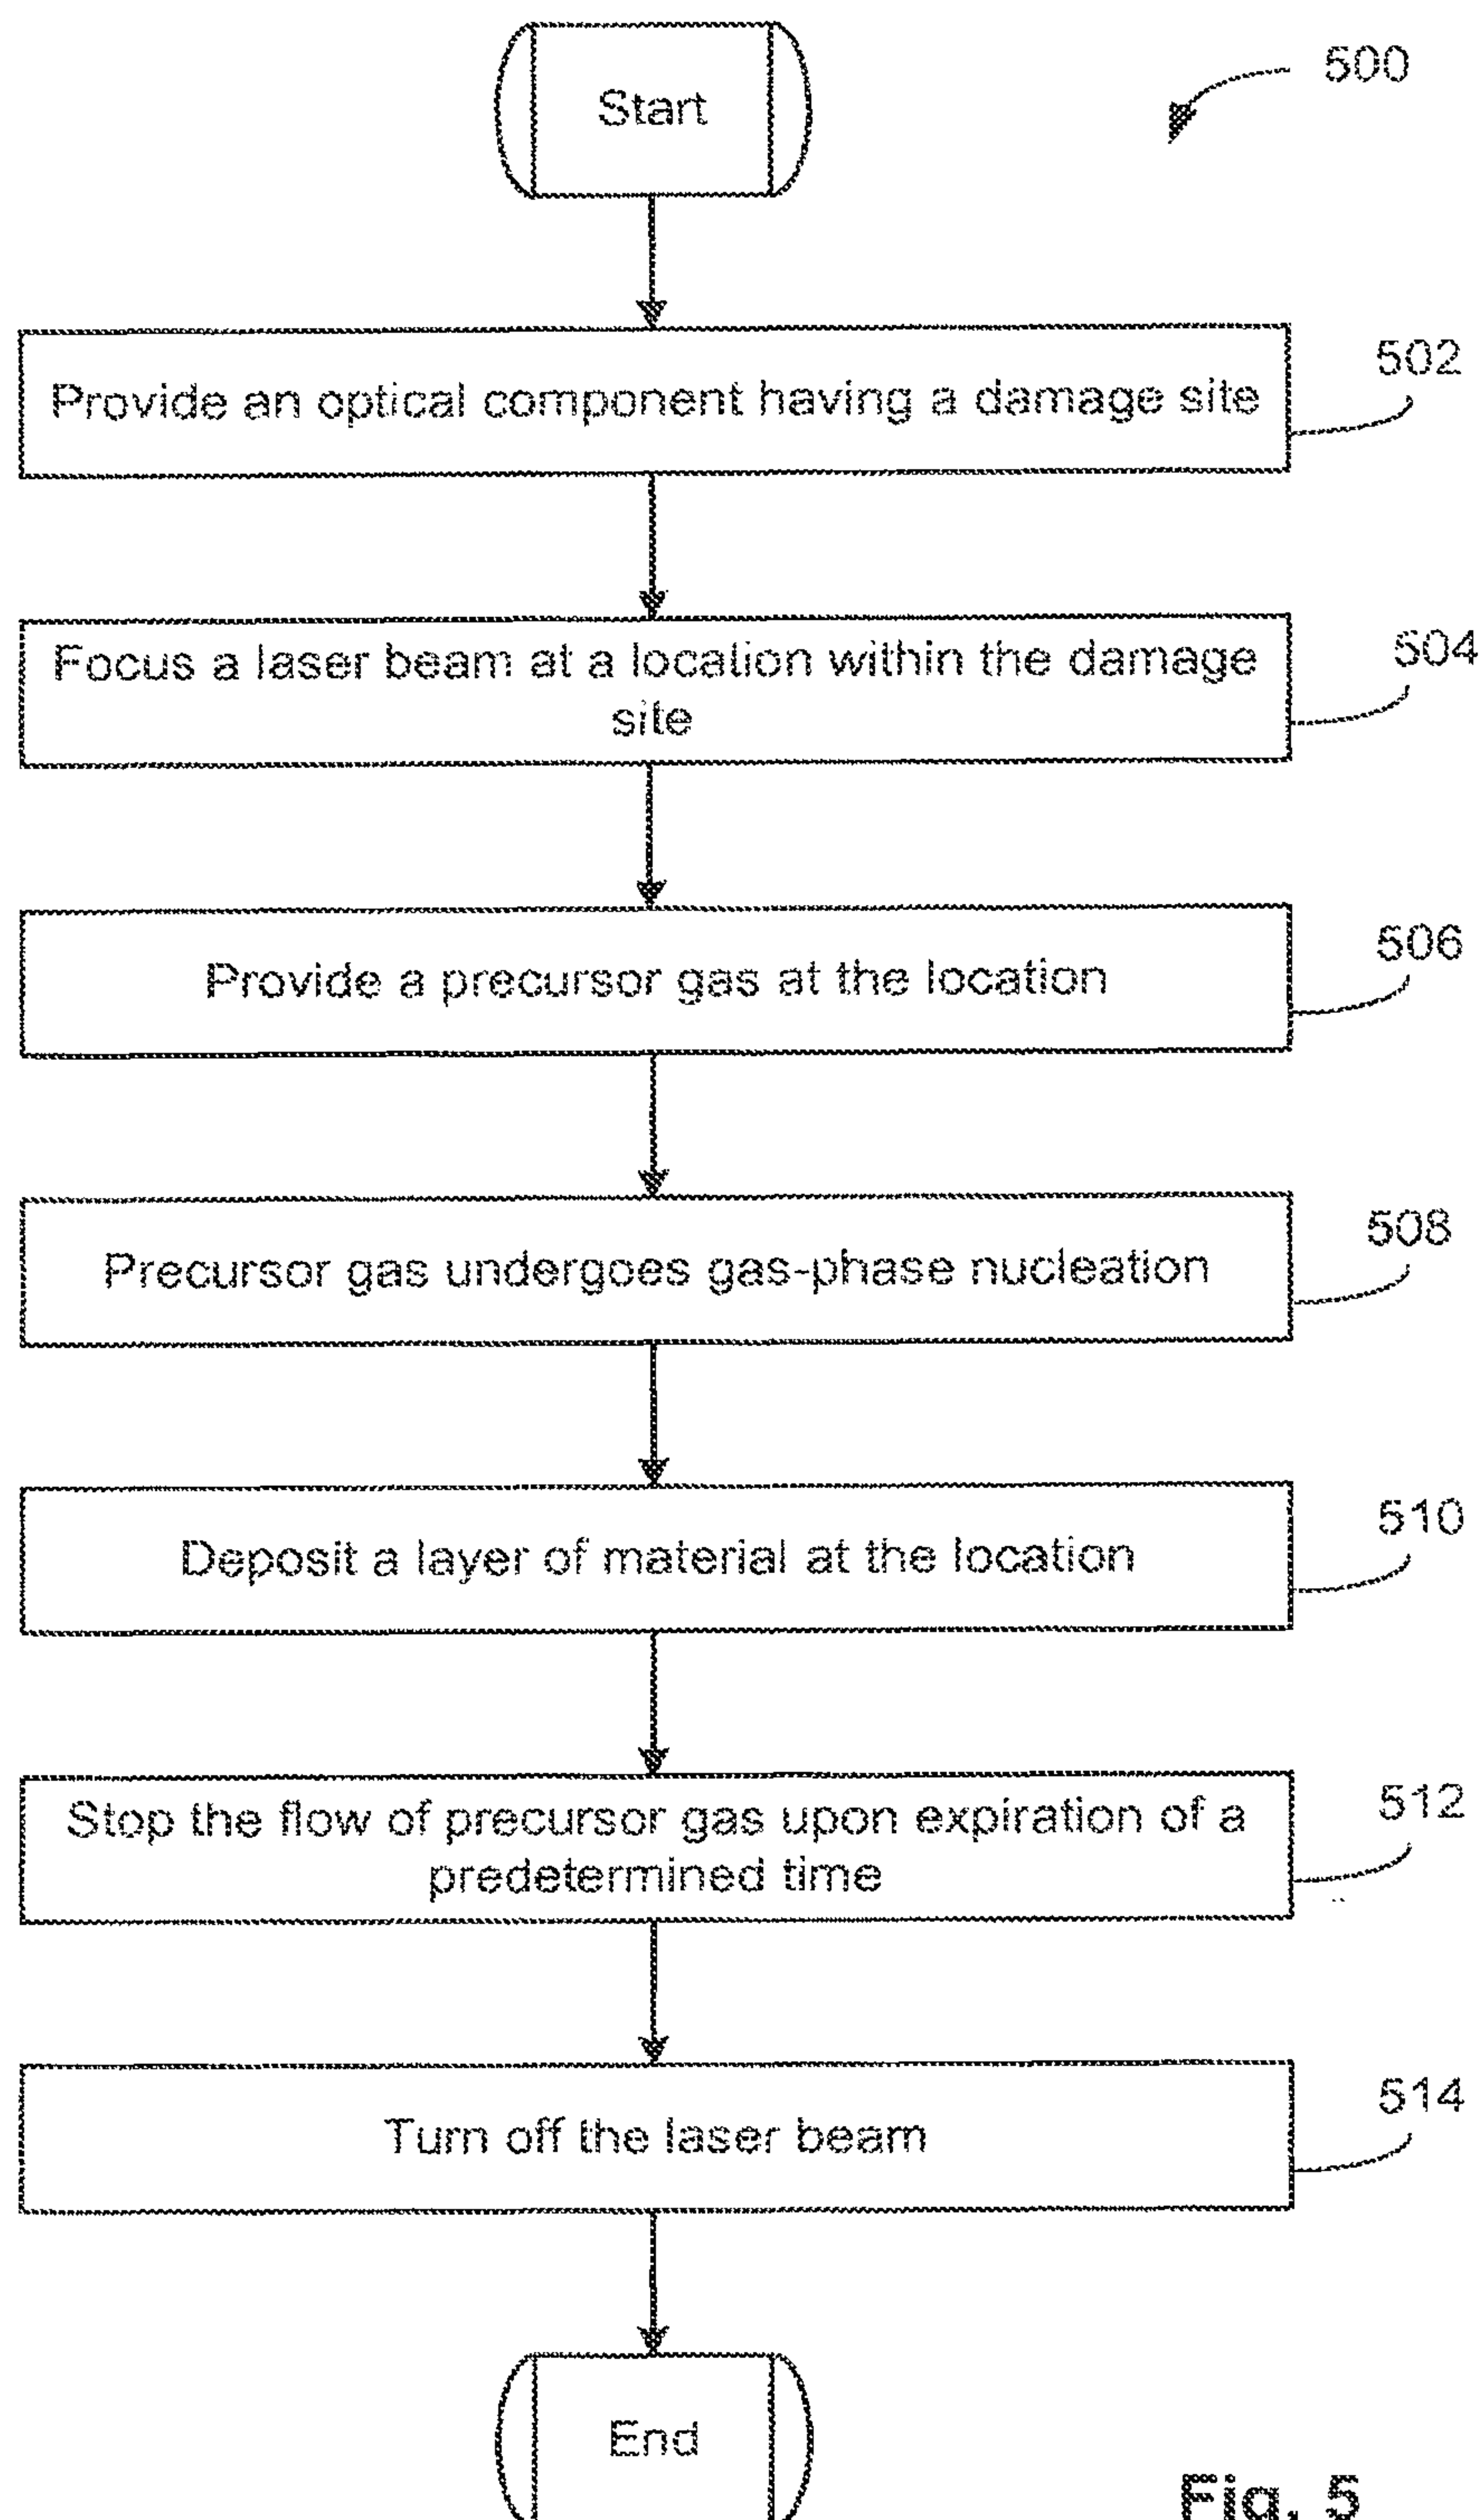 Start
500
Provide an optical component having a damage site
502
Focus a laser beam at a location within the damage
site
504
Provide a precursor gas at the location
506
Precursor gas undergoes gas-phase nucleation
508
Deposit a layer of material at the location
510
Stop the flow of precursor gas upon expiration of a
predetermined time
512
Turn off the laser beam
514
End
Fig. 5